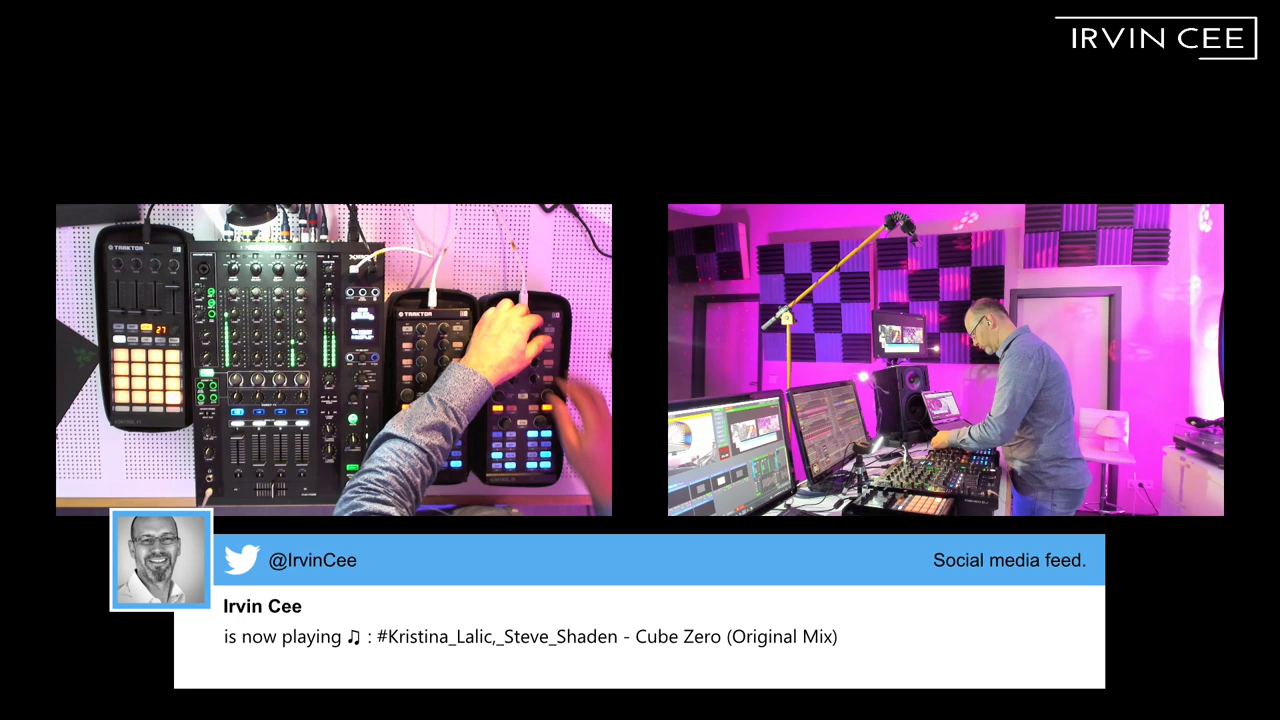 IRVIN CEE
TRAKTOR
27
TRAKTOR
@IrvinCee
Social media feed.
Irvin Cee
is now playing ♫ : #Kristina_Lalic,_Steve_Shaden - Cube Zero (Original Mix)